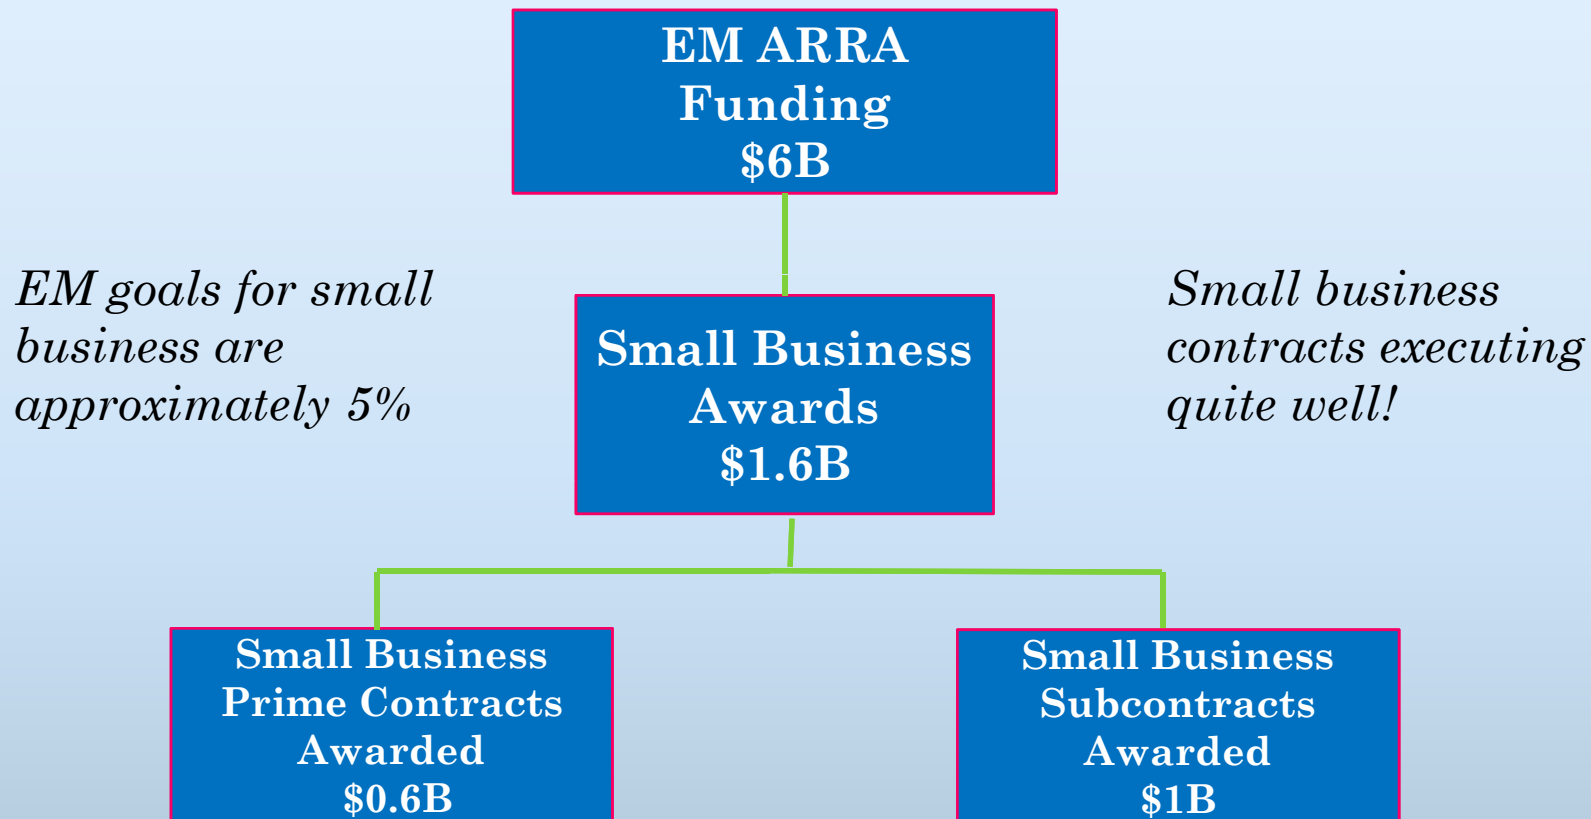 EM ARRA
Funding
$6B
EM goals for small
business are
approximately 5%
Small Business
Awards
$1.6B
Small business
contracts executing
quite well!
Small Business
Prime Contracts
Awarded
$0.6B
Small Business
Subcontracts
Awarded
$1B